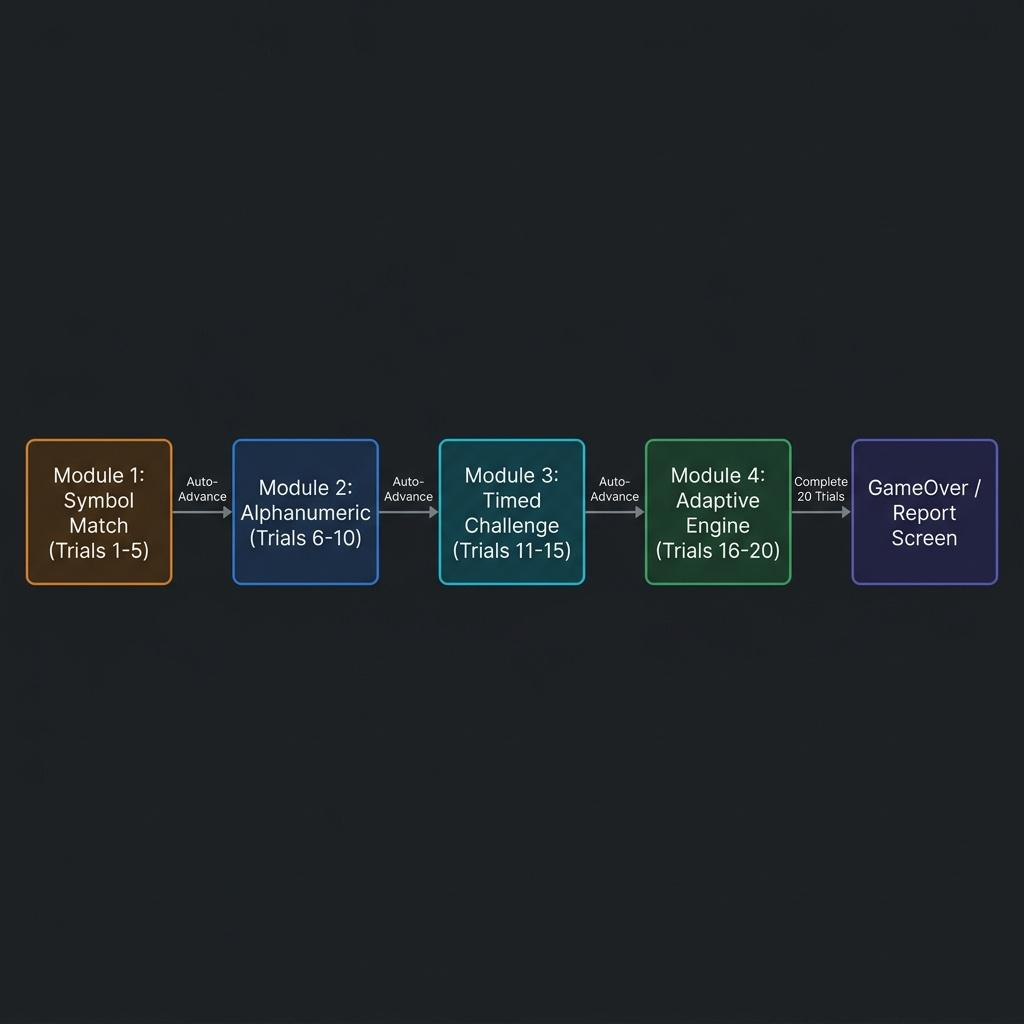 Module 1:
Symbol
Match
(Trials 1-5)
Auto-
Advance
Module 2:
Alphanumeric
(Trials 6-10)
Auto-
Advance
Module 3:
Timed
Challenge
(Trials 11-15)
Auto-
Advance
Module 4:
Adaptive
Engine
(Trials 16-20)
Complete
20 Trials
GameOver /
Report
Screen